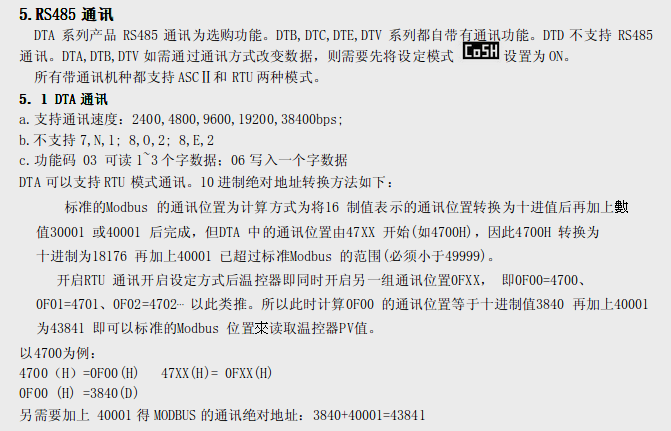 5.RS485 通讯
DTA 系列产品 RS485 通讯为选购功能。DTB,DTC,DTE,DTV 系列都自带有通讯功能。DTD 不支持 RS485
通讯。DTA,DTB,DTV 如需通过通讯方式改变数据，则需要先将设定模式 CoSH 设置为 ON。
所有带通讯机种都支持 ASCⅡ和 RTU 两种模式。
5．1 DTA 通讯
a.支持通讯速度：2400,4800,9600,19200,38400bps;
b.不支持 7,N,1; 8,O,2; 8,E,2
c.功能码 03 可读 1~3 个字数据；06 写入一个字数据
DTA 可以支持 RTU 模式通讯。10 进制绝对地址转换方法如下：
标准的Modbus 的通讯位置为计算方式为将16 制值表示的通讯位置转换为十进值后再加上數
值30001 或40001 后完成，但DTA 中的通讯位置由47XX 开始(如4700H)，因此4700H 转换为
十进制为18176 再加上40001 已超过标准Modbus 的范围(必须小于49999)。
开启RTU 通讯开启设定方式后温控器即同时开启另一组通讯位置0FXX， 即0F00=4700、
0F01=4701、0F02=4702… 以此类推。所以此时计算0F00 的通讯位置等于十进制值3840 再加上40001
为43841 即可以标准的Modbus 位置來读取温控器PV值。
以4700为例：
4700（H）=0F00(H) 47XX(H)= 0FXX(H)
0F00 (H) =3840(D)
另需要加上 40001 得 MODBUS 的通讯绝对地址：3840+40001=43841